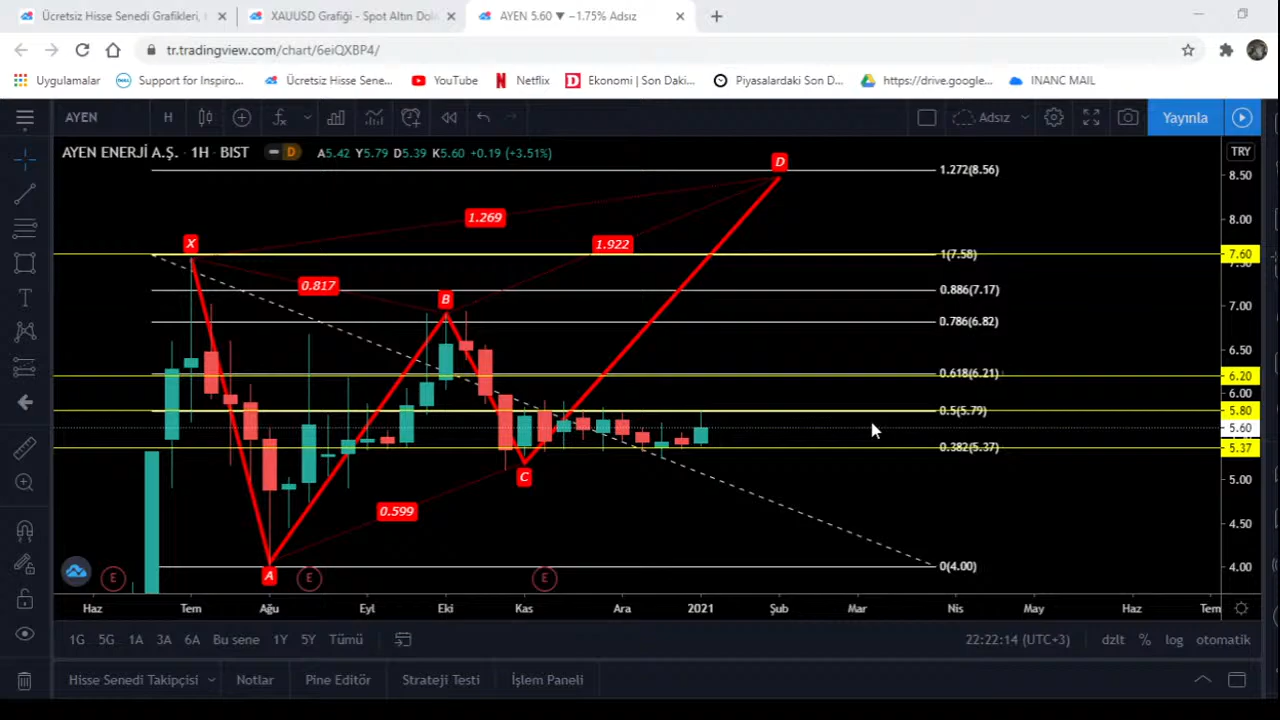 Ücretsiz Hisse Senedi Grafikleri, 
XAUUSD Grafiği - Spot Altın Dol
AYEN 5.60 ▼ −1.75% Adsız
tr.tradingview.com/chart/6eiQXBP4/
Uygulamalar
Support for Inspiro...
Ücretsiz Hisse Sene...
YouTube
Netflix
Ekonomi | Son Daki...
Piyasalardaki Son D...
https://drive.google...
INANC MAIL
AYEN
H
Adsız
Yayınla
AYEN ENERJİ A.Ş. · 1H · BIST
D
A5.42 Y5.79 D5.39 K5.60 +0.19 (+3.51%)
TRY
D
1.272(8.56)
8.50
1.269
8.00
X
1.922
1(7.58)
7.60
0.817
0.886(7.17)
B
7.00
0.786(6.82)
6.50
0.618(6.21)
6.20
6.00
0.5(5.79)
5.80
5.60
0.382(5.37)
5.37
C
5.00
0.599
4.50
A
0(4.00)
4.00
E
E
E
Haz
Tem
Ağu
Eyl
Eki
Kas
Ara
2021
Şub
Mar
Nis
May
Haz
Tem
1G
5G
1A
3A
6A
Bu sene
1Y
5Y
Tümü
22:22:14 (UTC+3)
dzlt
%
log
otomatik
Hisse Senedi Takipçisi
Notlar
Pine Editör
Strateji Testi
İşlem Paneli